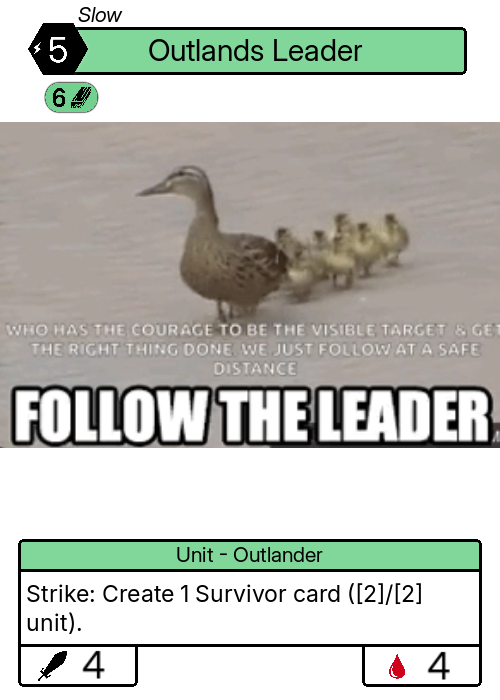 Slow
5
Outlands Leader
6
WHO HAS THE COURAGE TO BE THE VISIBLE TARGET & GET
THE RIGHT THING DONE WE JUST FOLLOW AT A SAFE
DISTANCE
FOLLOW THE LEADER
Unit - Outlander
Strike: Create 1 Survivor card ([2]/[2]
unit).
4
4